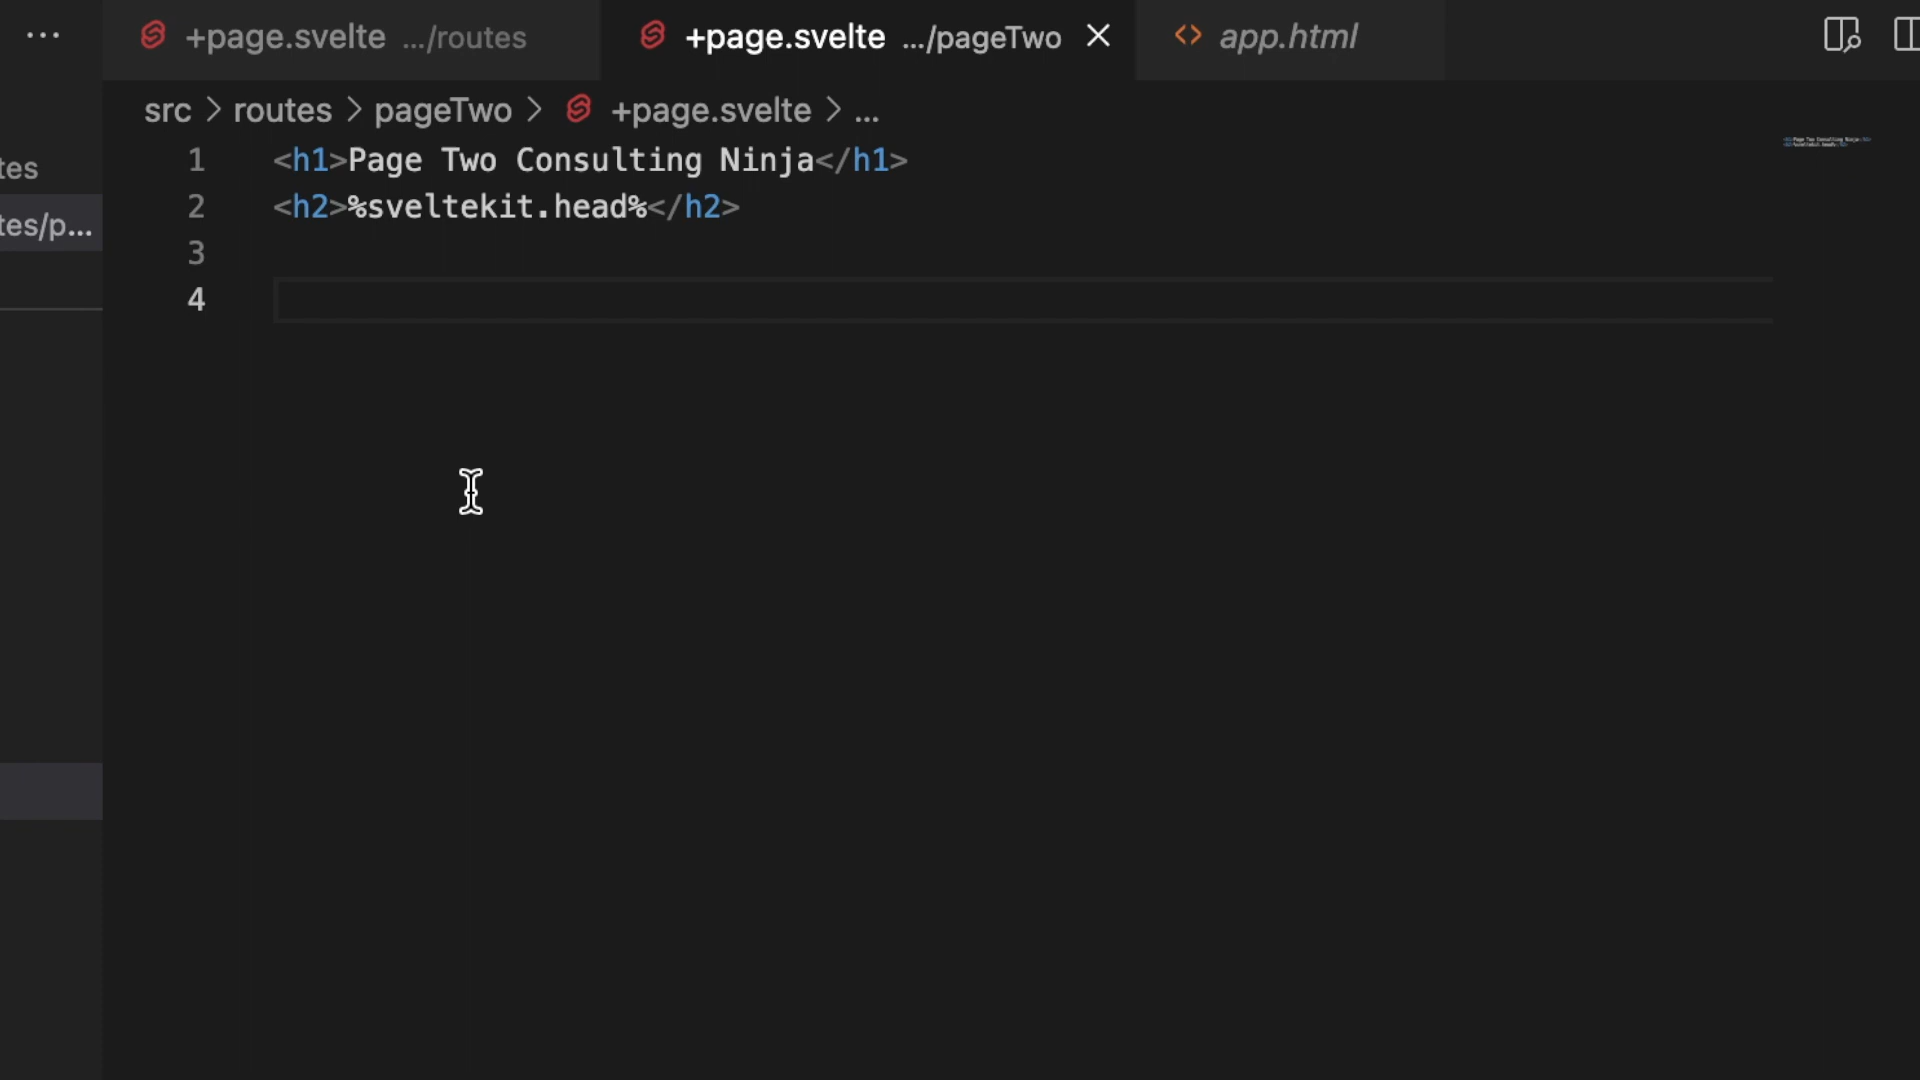 ... +page.svelte .../routes +page.svelte .../pageTwo app.html
src > routes > pageTwo > +page.svelte > ...
1 <h1>Page Two Consulting Ninja</h1>
tes
2 <h2>%sveltekit.head%</h2>
tes/p...
3
4